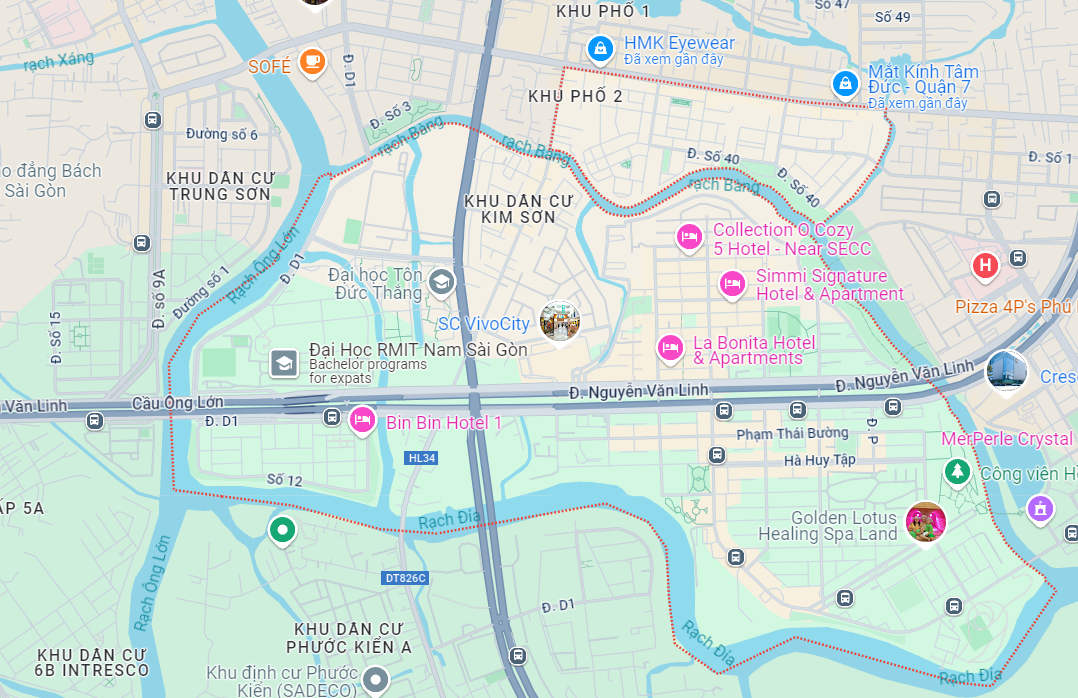 KHU PHỐ 1
Số 47
Số 49
HMK Eyewear
Đã xem gần đây
rạch Xáng
SOFÉ
Đ. D1
Mắt Kính Tâm
Đức - Quận 7
Đã xem gần đây
KHU PHỐ 2
Đ. Số 3
Đường số 6
rạch Bàng
rạch Bàng
Đ. Số 40
Đ. Số 1
ao đẳng Bách
Sài Gòn
KHU DÂN CƯ
TRUNG SƠN
rạch Bàng
Đ. Số 40
KHU DÂN CƯ
KIM SƠN
Collection O Cozy
5 Hotel - Near SECC
Rạch Ông Lớn
Đ. D1
Đường số 1
Đ. số 9A
Đại học Tôn
Đức Thắng
Simmi Signature
Hotel & Apartment
Pizza 4P's Phú
Đ. Số 15
SC VivoCity
La Bonita Hotel
& Apartments
Đại Học RMIT Nam Sài Gòn
Bachelor programs
for expats
Đ. Nguyễn Văn Linh
Đ. Nguyễn Văn Linh
Cres
Văn Linh
Cầu Ông Lớn
Đ. D1
Bin Bin Hotel 1
Phạm Thái Bường
Đ. P
MerPerle Crystal
HL34
Hà Huy Tập
Công viên H
Số 12
ẤP 5A
Rạch Đỉa
Golden Lotus
Healing Spa Land
Rạch Ông Lớn
DT826C
Đ. D1
KHU DÂN CƯ
PHƯỚC KIỂN A
Rạch Đỉa
KHU DÂN CƯ
6B INTRESCO
Khu định cư Phước
Kiển (SADECO)
Rạch Đỉa